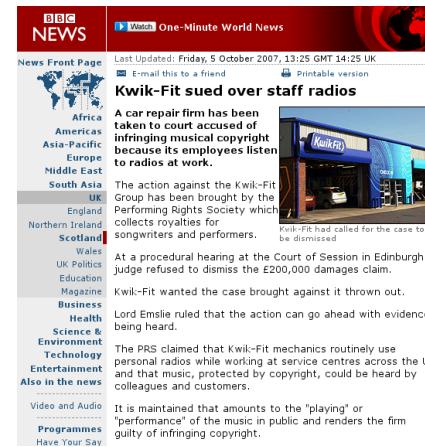 BBC
NEWS
Watch One-Minute World News
News Front Page
Africa
Americas
Asia-Pacific
Europe
Middle East
South Asia
UK
England
Northern Ireland
Scotland
Wales
UK Politics
Education
Magazine
Business
Health
Science &
Environment
Technology
Entertainment
Also in the news
Video and Audio
Programmes
Have Your Say
Last Updated: Friday, 5 October 2007, 13:25 GMT 14:25 UK
E-mail this to a friend
Printable version
Kwik-Fit sued over staff radios
A car repair firm has been
taken to court accused of
infringing musical copyright
because its employees listen
to radios at work.
KwikFit
The action against the Kwik-Fit
Group has been brought by the
Performing Rights Society which
collects royalties for
songwriters and performers.
Kwik-Fit had called for the case to
be dismissed
At a procedural hearing at the Court of Session in Edinburgh
judge refused to dismiss the £200,000 damages claim.
Kwik-Fit wanted the case brought against it thrown out.
Lord Emslie ruled that the action can go ahead with evidence
being heard.
The PRS claimed that Kwik-Fit mechanics routinely use
personal radios while working at service centres across the
and that music, protected by copyright, could be heard by
colleagues and customers.
It is maintained that amounts to the "playing" or
"performance" of the music in public and renders the firm
guilty of infringing copyright.